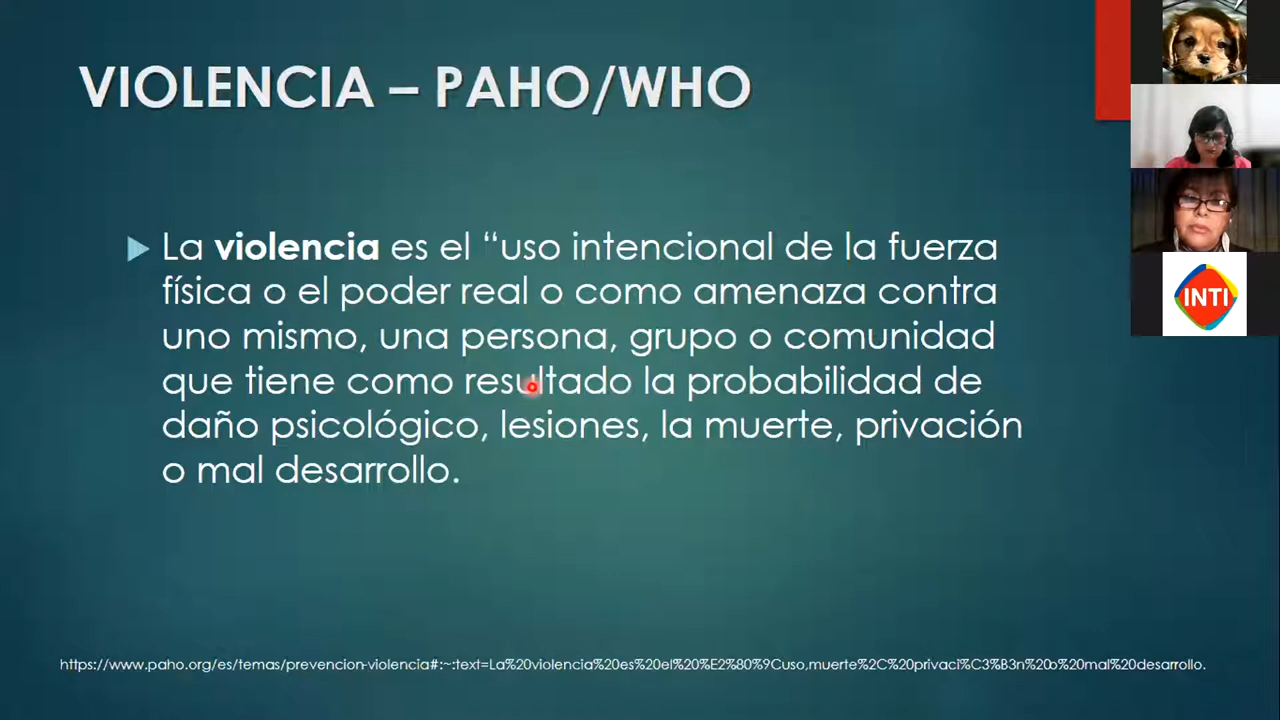 VIOLENCIA – PAHO/WHO
La violencia es el “uso intencional de la fuerza
física o el poder real o como amenaza contra
uno mismo, una persona, grupo o comunidad
que tiene como resultado la probabilidad de
daño psicológico, lesiones, la muerte, privación
o mal desarrollo.
https://www.paho.org/es/temas/prevencion-violencia#:~:text=La%20violencia%20es%20el%20%E2%80%9Cuso,muerte%2C%20privaci%C3%B3n%20o%20mal%20desarrollo.
INTI